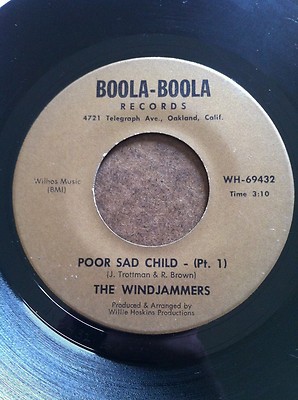 BOOLA-BOOLA
RECORDS
4721 Telegraph Ave., Oakland, Calif.
Wilhos Music
(BMI)
WH-69432
Time 3:10
POOR SAD CHILD - (Pt. 1)
(J. Trottman & R. Brown)
THE WINDJAMMERS
Produced & Arranged by
Willie Hoskins Productions